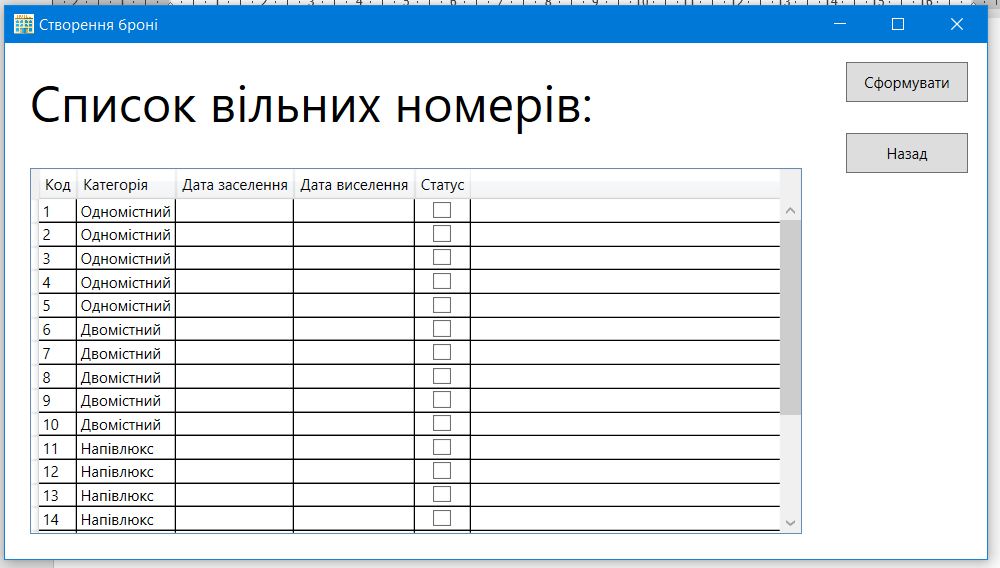 Створення броні
Список вільних номерів:
Сформувати
Назад
Код Категорія Дата заселення Дата виселення Статус
1 Одномістний
2 Одномістний
3 Одномістний
4 Одномістний
5 Одномістний
6 Двомістний
7 Двомістний
8 Двомістний
9 Двомістний
10 Двомістний
11 Напівлюкс
12 Напівлюкс
13 Напівлюкс
14 Напівлюкс